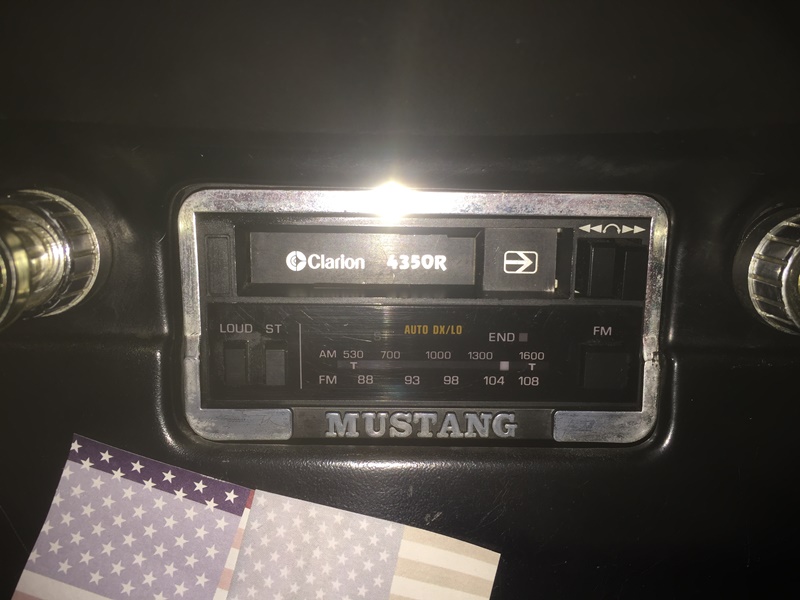 Clarion 4350R
LOUD ST
AUTO DX/LO
END
FM
AM 530 700 1000 1300 1600
FM 88 93 98 104 108
MUSTANG